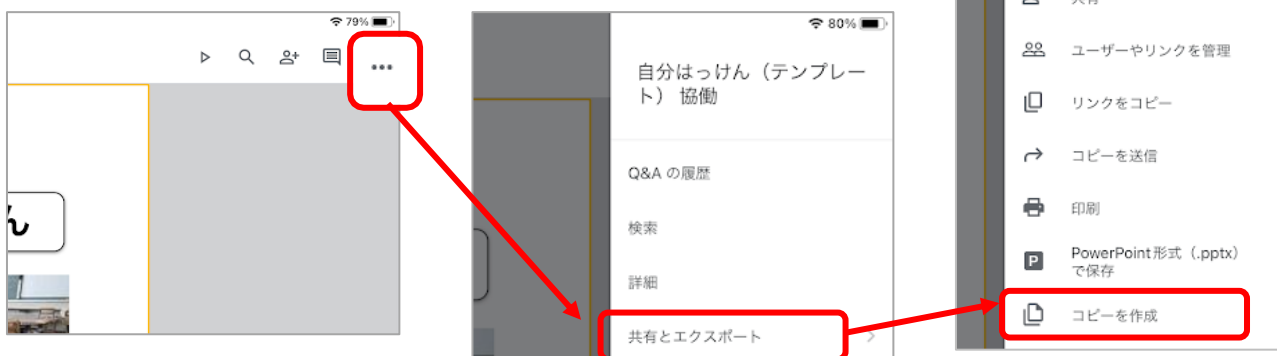 79%
ん
80%
自分はっけん（テンプレー
ト） 協働
Q&A の履歴
検索
詳細
共有とエクスポート
共有
ユーザーやリンクを管理
リンクをコピー
コピーを送信
印刷
P
PowerPoint形式（.pptx）
で保存
コピーを作成